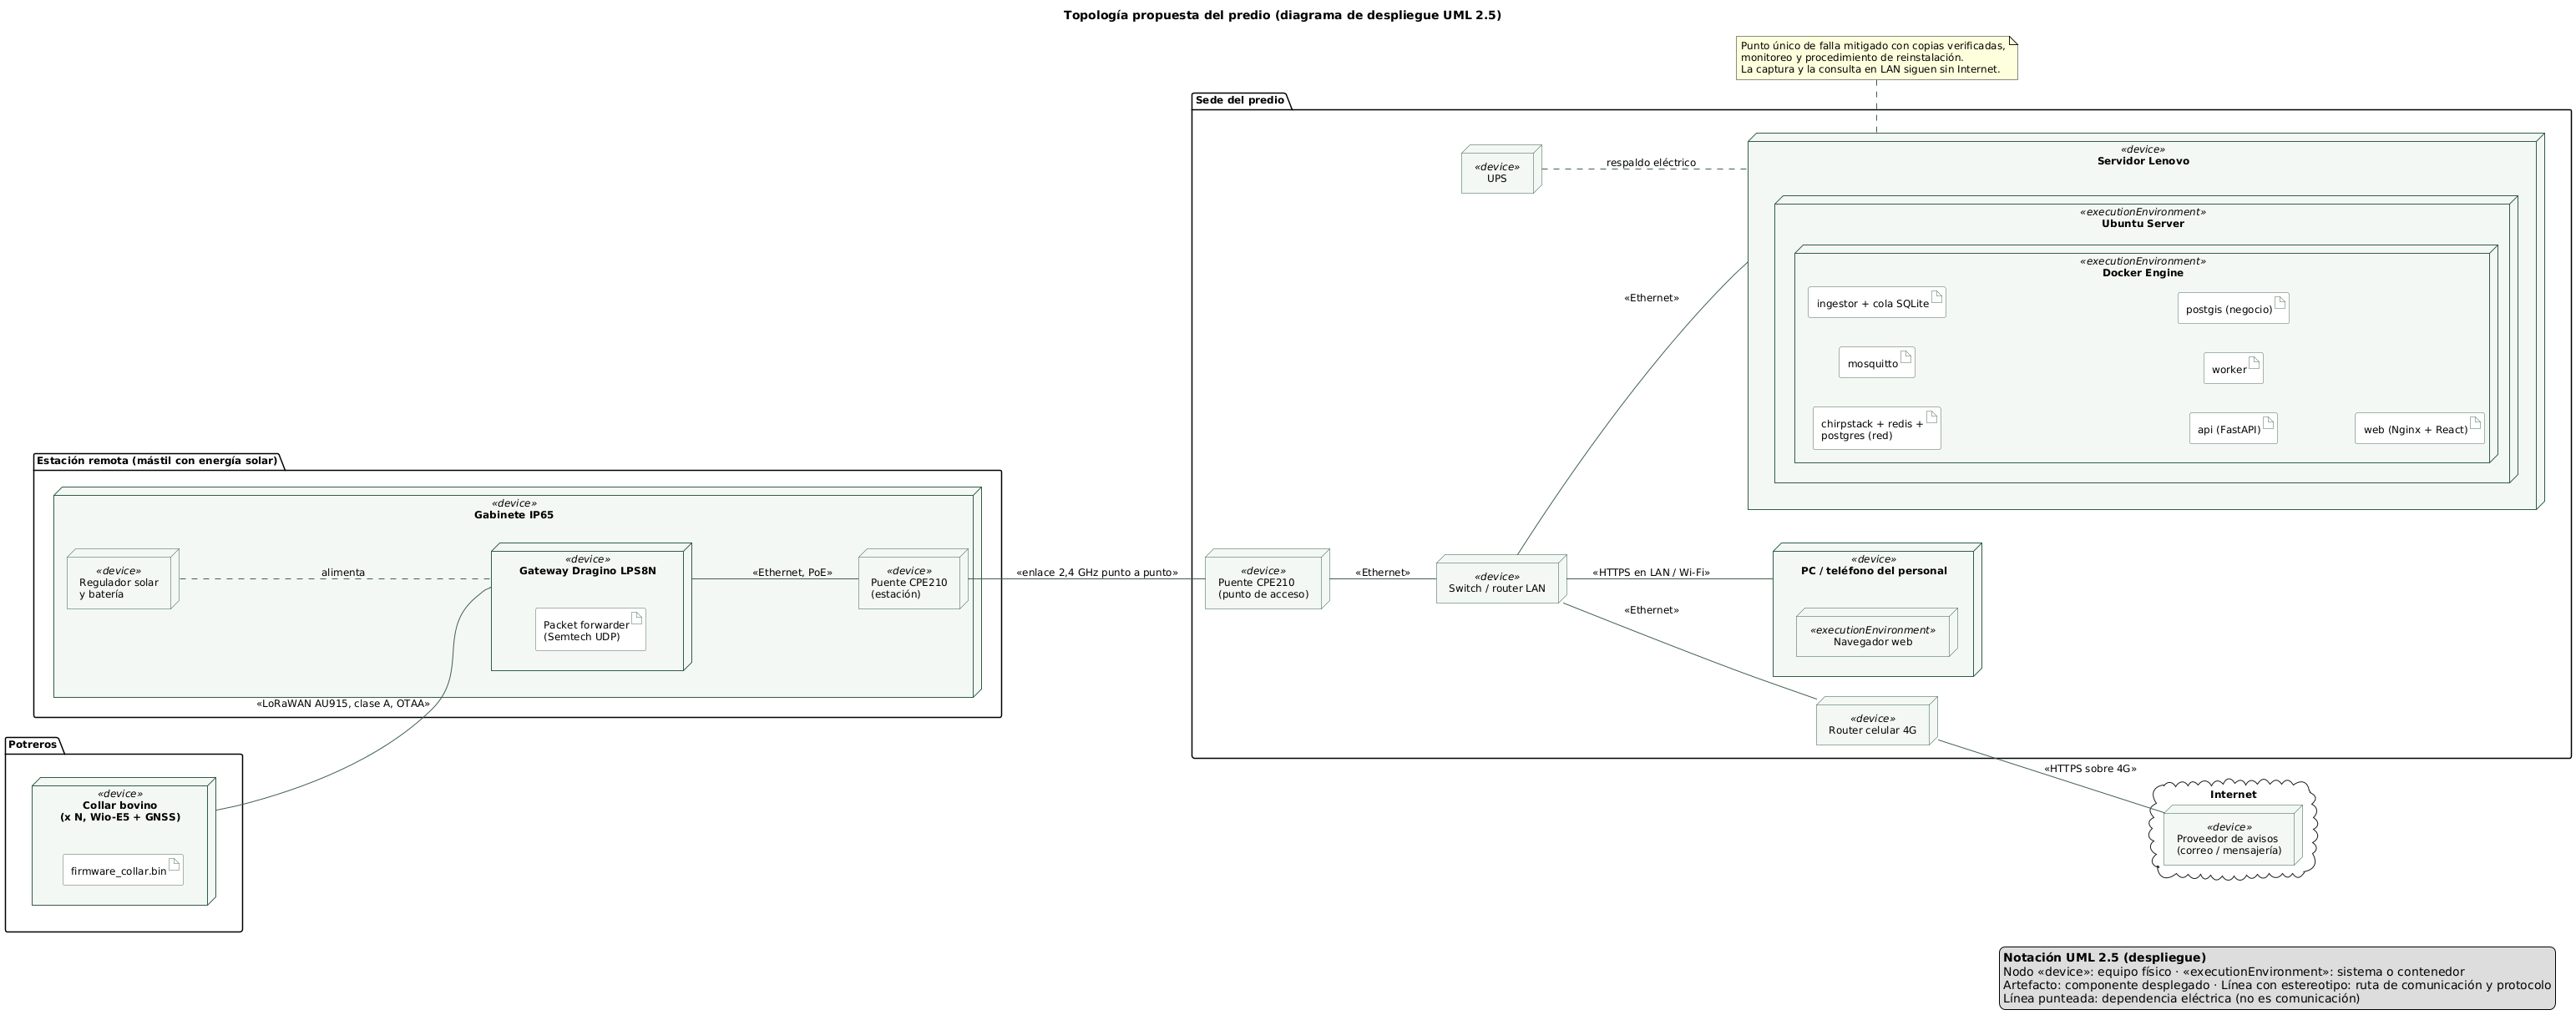 Topología propuesta del predio (diagrama de despliegue UML 2.5)
Punto único de falla mitigado con copias verificadas,
monitoreo y procedimiento de reinstalación.
La captura y la consulta en LAN siguen sin Internet.
Sede del predio
«device»
UPS
respaldo eléctrico
«device»
Servidor Lenovo
«executionEnvironment»
Ubuntu Server
«executionEnvironment»
Docker Engine
ingestor + cola SQLite
postgis (negocio)
mosquitto
worker
chirpstack + redis +
postgres (red)
api (FastAPI)
web (Nginx + React)
«Ethernet»
Estación remota (mástil con energía solar)
«device»
Gabinete IP65
«device»
Regulador solar
y batería
alimenta
«device»
Gateway Dragino LPS8N
Packet forwarder
(Semtech UDP)
«Ethernet, PoE»
«device»
Puente CPE210
(estación)
«enlace 2,4 GHz punto a punto»
«device»
Puente CPE210
(punto de acceso)
«Ethernet»
«device»
Switch / router LAN
«HTTPS en LAN / Wi-Fi»
«Ethernet»
«device»
PC / teléfono del personal
«executionEnvironment»
Navegador web
«device»
Router celular 4G
«LoRaWAN AU915, clase A, OTAA»
Potreros
«device»
Collar bovino
(x N, Wio-E5 + GNSS)
firmware_collar.bin
«HTTPS sobre 4G»
Internet
«device»
Proveedor de avisos
(correo / mensajería)
Notación UML 2.5 (despliegue)
Nodo «device»: equipo físico · «executionEnvironment»: sistema o contenedor
Artefacto: componente desplegado · Línea con estereotipo: ruta de comunicación y protocolo
Línea punteada: dependencia eléctrica (no es comunicación)